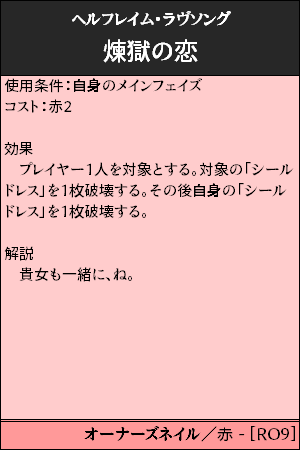 ヘルフレイム・ラヴソング
煉獄の恋
使用条件：自身のメインフェイズ
コスト：赤2
効果
　プレイヤー1人を対象とする。対象の「シール
ドレス」を1枚破壊する。その後自身の「シール
ドレス」を1枚破壊する。
解説
　貴女も一緒に、ね。
オーナーズネイル／赤 - [RO9]